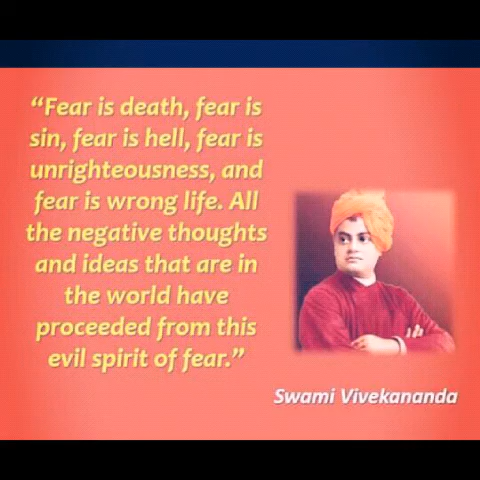 “Fear is death, fear is
sin, fear is hell, fear is
unrighteousness, and
fear is wrong life. All
the negative thoughts
and ideas that are in
the world have
proceeded from this
evil spirit of fear.”
Swami Vivekananda